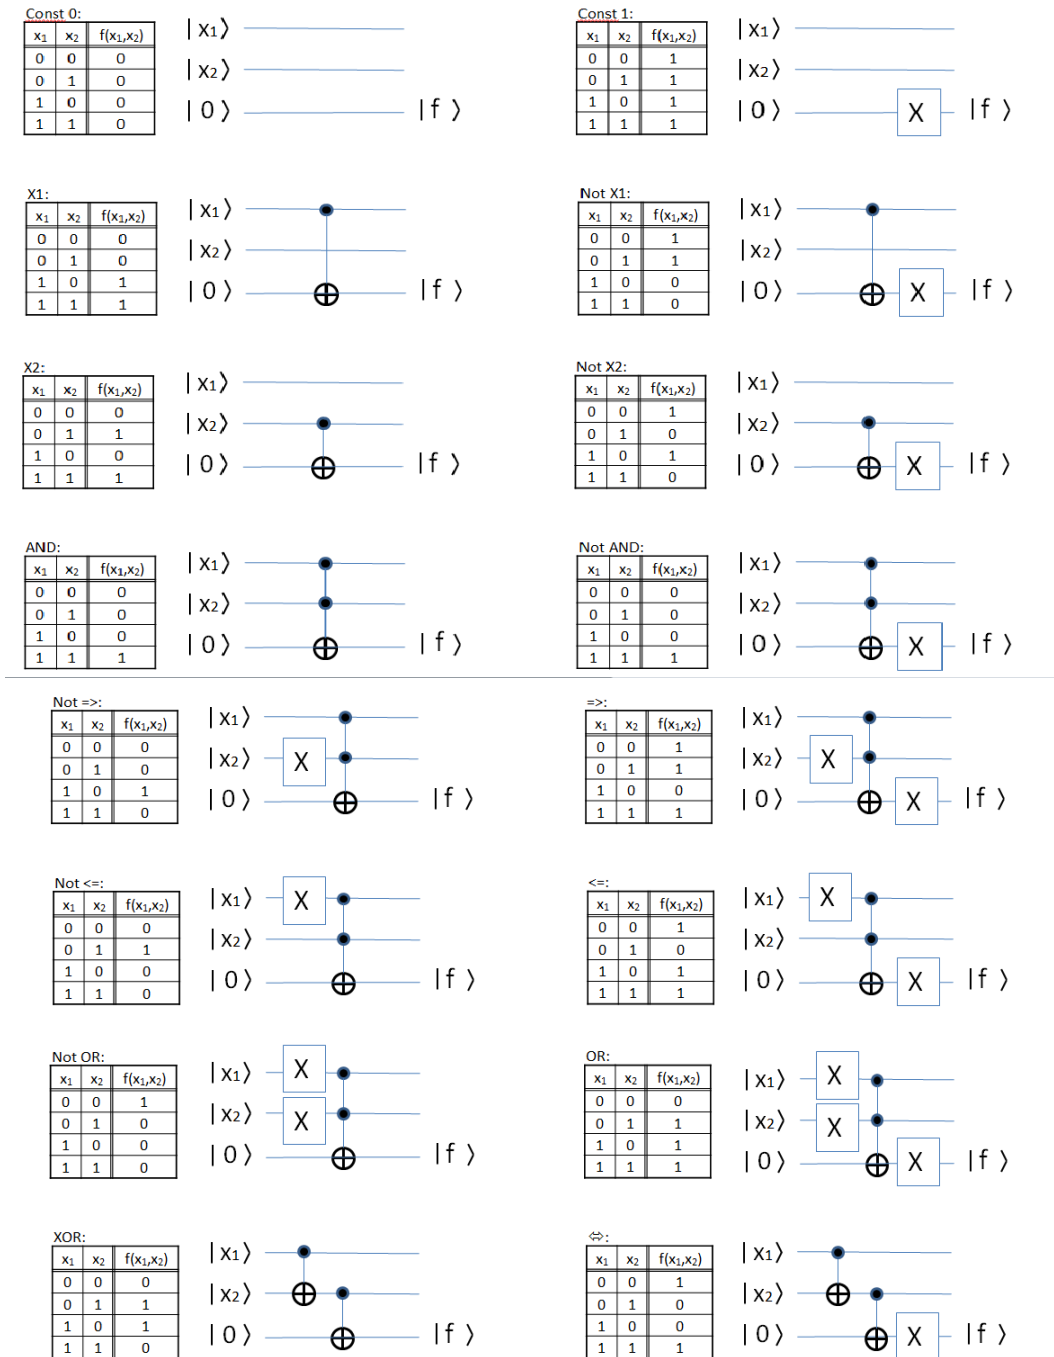 Const 0:
x₁ x₂ f(x₁,x₂)
0 0 0
0 1 0
1 0 0
1 1 0
| X1⟩
| X2⟩
| 0⟩ | f ⟩
Const 1:
x₁ x₂ f(x₁,x₂)
0 0 1
0 1 1
1 0 1
1 1 1
| X1⟩
| X2⟩
| 0⟩ X | f ⟩
X1:
x₁ x₂ f(x₁,x₂)
0 0 0
0 1 0
1 0 1
1 1 1
| X1⟩
| X2⟩
| 0⟩ | f ⟩
Not X1:
x₁ x₂ f(x₁,x₂)
0 0 1
0 1 1
1 0 0
1 1 0
| X1⟩
| X2⟩
| 0⟩ X | f ⟩
X2:
x₁ x₂ f(x₁,x₂)
0 0 0
0 1 1
1 0 0
1 1 1
| X1⟩
| X2⟩
| 0⟩ | f ⟩
Not X2:
x₁ x₂ f(x₁,x₂)
0 0 1
0 1 0
1 0 1
1 1 0
| X1⟩
| X2⟩
| 0⟩ X | f ⟩
AND:
x₁ x₂ f(x₁,x₂)
0 0 0
0 1 0
1 0 0
1 1 1
| X1⟩
| X2⟩
| 0⟩ | f ⟩
Not AND:
x₁ x₂ f(x₁,x₂)
0 0 0
0 1 0
1 0 0
1 1 1
| X1⟩
| X2⟩
| 0⟩ X | f ⟩
Not =>:
x₁ x₂ f(x₁,x₂)
0 0 0
0 1 0
1 0 1
1 1 0
| X1⟩
| X2⟩ X
| 0⟩ | f ⟩
=>:
x₁ x₂ f(x₁,x₂)
0 0 1
0 1 1
1 0 0
1 1 1
| X1⟩
| X2⟩ X
| 0⟩ X | f ⟩
Not <=:
x₁ x₂ f(x₁,x₂)
0 0 0
0 1 1
1 0 0
1 1 0
| X1⟩ X
| X2⟩
| 0⟩ | f ⟩
<=:
x₁ x₂ f(x₁,x₂)
0 0 1
0 1 0
1 0 1
1 1 1
| X1⟩ X
| X2⟩
| 0⟩ X | f ⟩
Not OR:
x₁ x₂ f(x₁,x₂)
0 0 1
0 1 0
1 0 0
1 1 0
| X1⟩ X
| X2⟩ X
| 0⟩ | f ⟩
OR:
x₁ x₂ f(x₁,x₂)
0 0 0
0 1 1
1 0 1
1 1 1
| X1⟩ X
| X2⟩ X
| 0⟩ X | f ⟩
XOR:
x₁ x₂ f(x₁,x₂)
0 0 0
0 1 1
1 0 1
1 1 0
| X1⟩
| X2⟩
| 0⟩ | f ⟩
⇔:
x₁ x₂ f(x₁,x₂)
0 0 1
0 1 0
1 0 0
1 1 1
| X1⟩
| X2⟩
| 0⟩ X | f ⟩